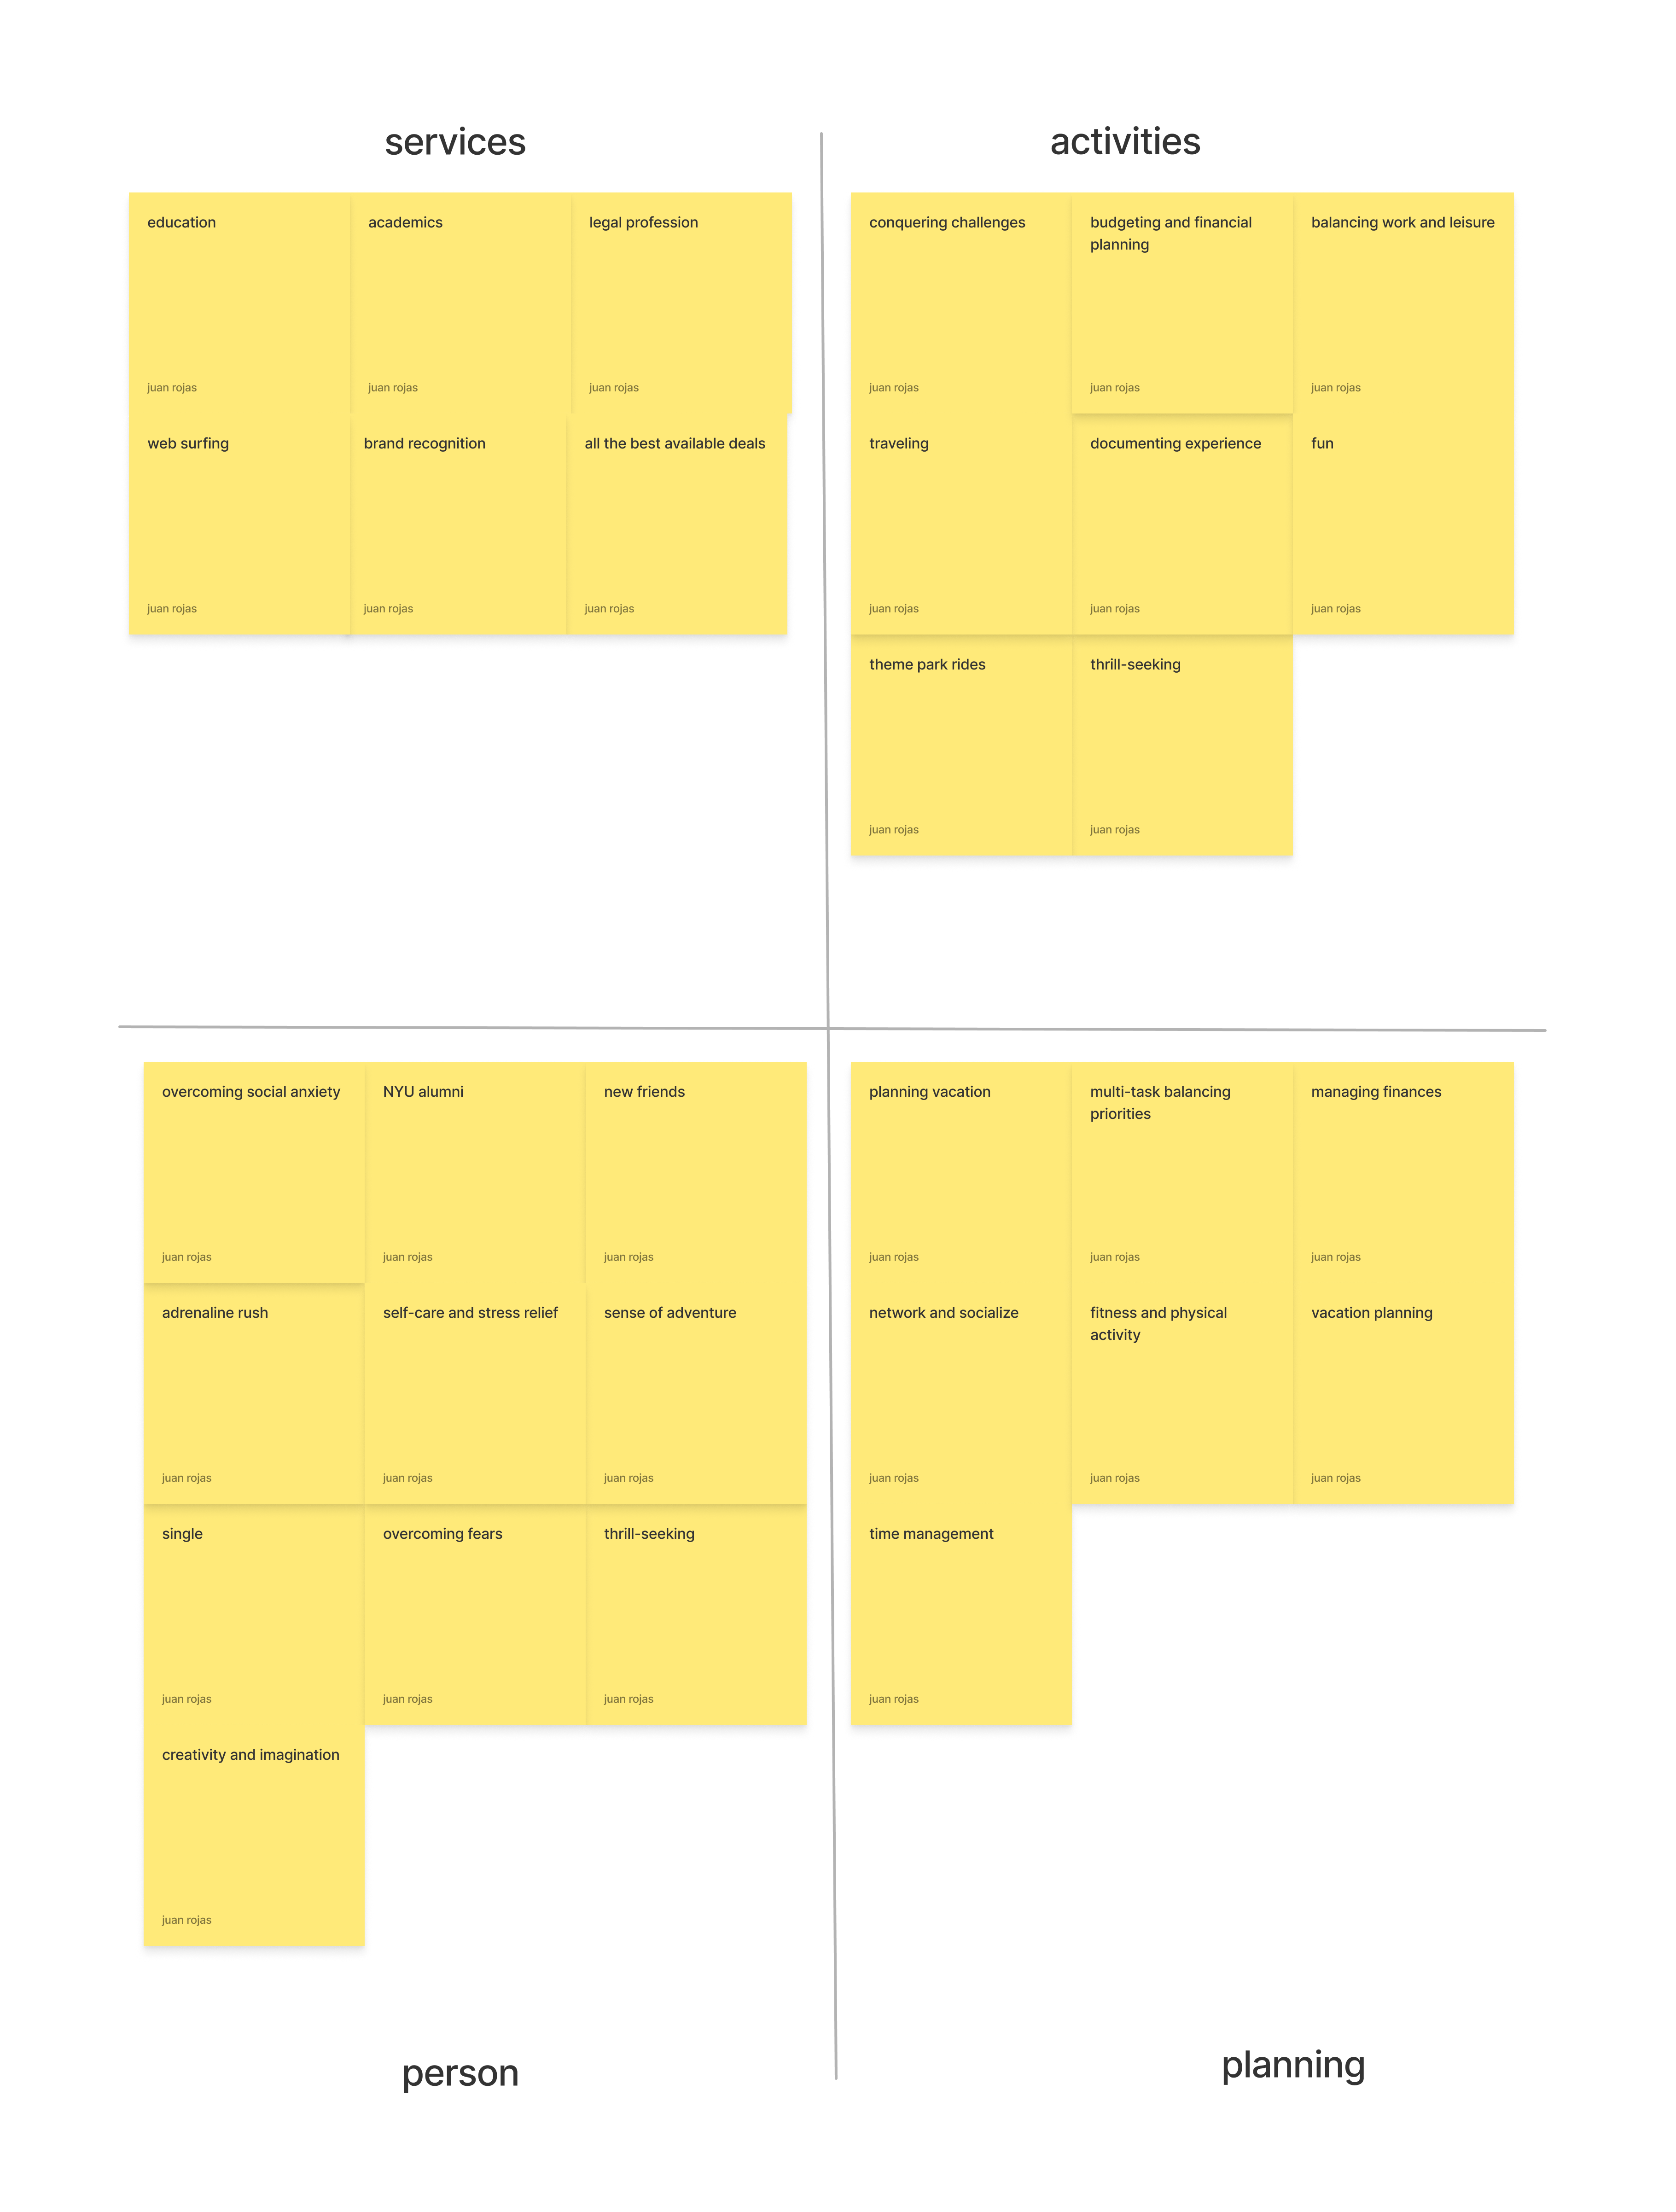 services
education
academics
legal profession
juan rojas
juan rojas
juan rojas
web surfing
brand recognition
all the best available deals
juan rojas
juan rojas
juan rojas
activities
conquering challenges
budgeting and financial
planning
balancing work and leisure
juan rojas
juan rojas
juan rojas
traveling
documenting experience
fun
juan rojas
juan rojas
juan rojas
theme park rides
thrill-seeking
juan rojas
juan rojas
overcoming social anxiety
NYU alumni
new friends
juan rojas
juan rojas
juan rojas
adrenaline rush
self-care and stress relief
sense of adventure
juan rojas
juan rojas
juan rojas
single
overcoming fears
thrill-seeking
juan rojas
juan rojas
juan rojas
creativity and imagination
juan rojas
person
planning vacation
multi-task balancing
priorities
managing finances
juan rojas
juan rojas
juan rojas
network and socialize
fitness and physical
activity
vacation planning
juan rojas
juan rojas
juan rojas
time management
juan rojas
planning